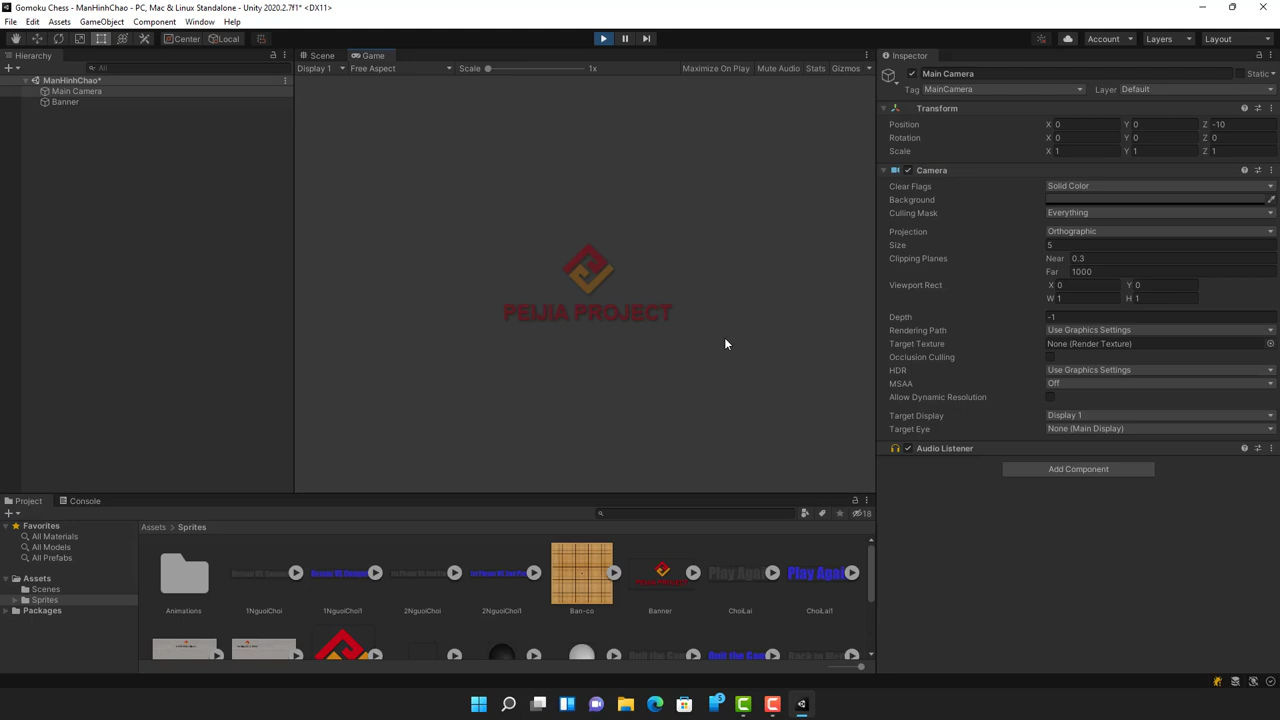 Gomoku Chess - ManHinhChao - PC, Mac & Linux Standalone - Unity 2020.2.7f1* <DX11>
File Edit Assets GameObject Component Window Help
Center Local Account Layers Layout
Hierarchy Scene Game Inspector
All
Display 1 Free Aspect Scale 1x Maximize On Play Mute Audio Stats Gizmos
ManHinhChao*
Main Camera
Banner
PEIJIA PROJECT
Main Camera Static
Tag MainCamera Layer Default
Transform
Position X 0 Y 0 Z -10
Rotation X 0 Y 0 Z 0
Scale X 1 Y 1 Z 1
Camera
Clear Flags Solid Color
Background
Culling Mask Everything
Projection Orthographic
Size 5
Clipping Planes Near 0.3
Far 1000
Viewport Rect X 0 Y 0
W 1 H 1
Depth -1
Rendering Path Use Graphics Settings
Target Texture None (Render Texture)
Occlusion Culling
HDR Use Graphics Settings
MSAA Off
Allow Dynamic Resolution
Target Display Display 1
Target Eye None (Main Display)
Audio Listener
Add Component
Project Console
18
Favorites
All Materials
All Models
All Prefabs
Assets
Scenes
Sprites
Packages
Assets > Sprites
Play Again Play Again
Animations 1NguoiChoi 1NguoiChoi1 2NguoiChoi 2NguoiChoi1 Ban-co Banner ChoiLai ChoiLai1